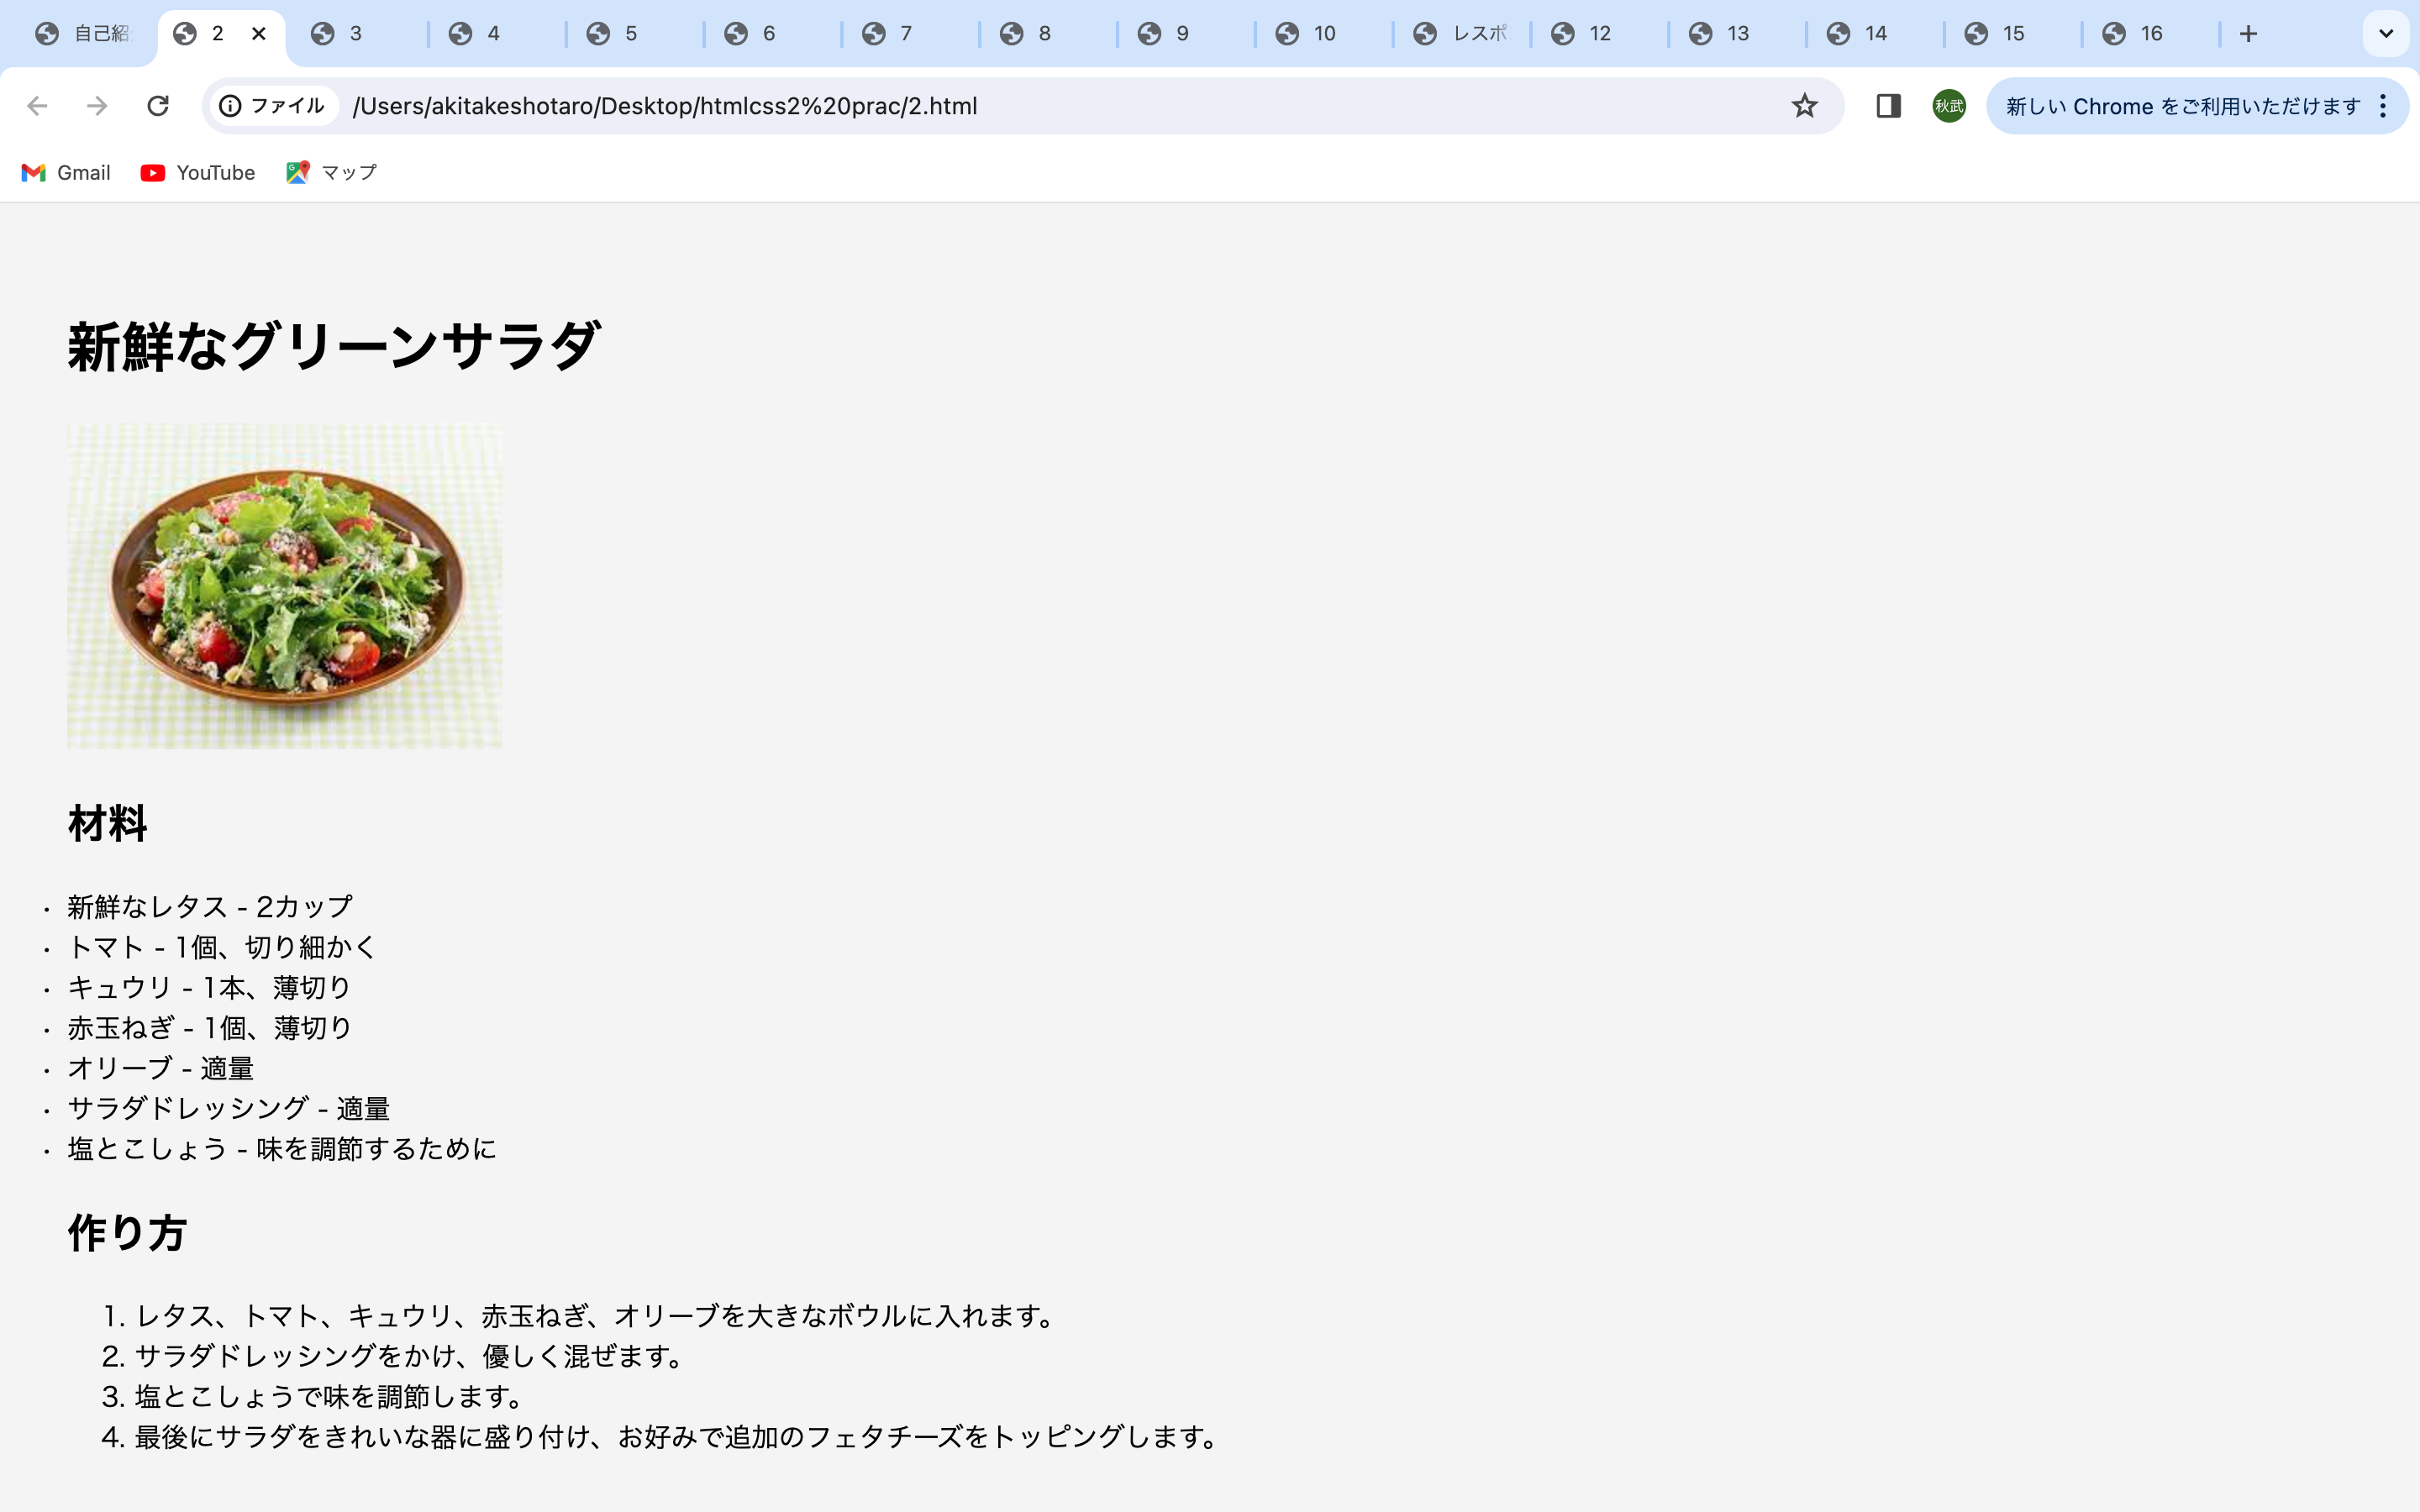 自己紹
2
3
4
5
6
7
8
9
10
レスポ
12
13
14
15
16
ファイル /Users/akitakeshotaro/Desktop/htmlcss2%20prac/2.html
秋武
新しい Chrome をご利用いただけます
Gmail
YouTube
マップ
新鮮なグリーンサラダ
材料
・新鮮なレタス - 2カップ
・トマト - 1個、切り細かく
・キュウリ - 1本、薄切り
・赤玉ねぎ - 1個、薄切り
・オリーブ - 適量
・サラダドレッシング - 適量
・塩とこしょう - 味を調節するために
作り方
1. レタス、トマト、キュウリ、赤玉ねぎ、オリーブを大きなボウルに入れます。
2. サラダドレッシングをかけ、優しく混ぜます。
3. 塩とこしょうで味を調節します。
4. 最後にサラダをきれいな器に盛り付け、お好みで追加のフェタチーズをトッピングします。